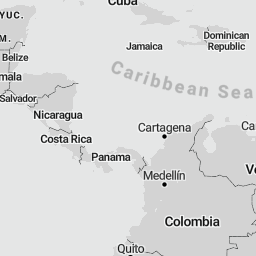 Cuba
YUC.
Dominican
Republic
Jamaica
Belize
Caribbean Sea
mala
Salvador
Nicaragua
Cartagena
Ca
Costa Rica
Panama
Ve
Medellín
Colombia
Quito